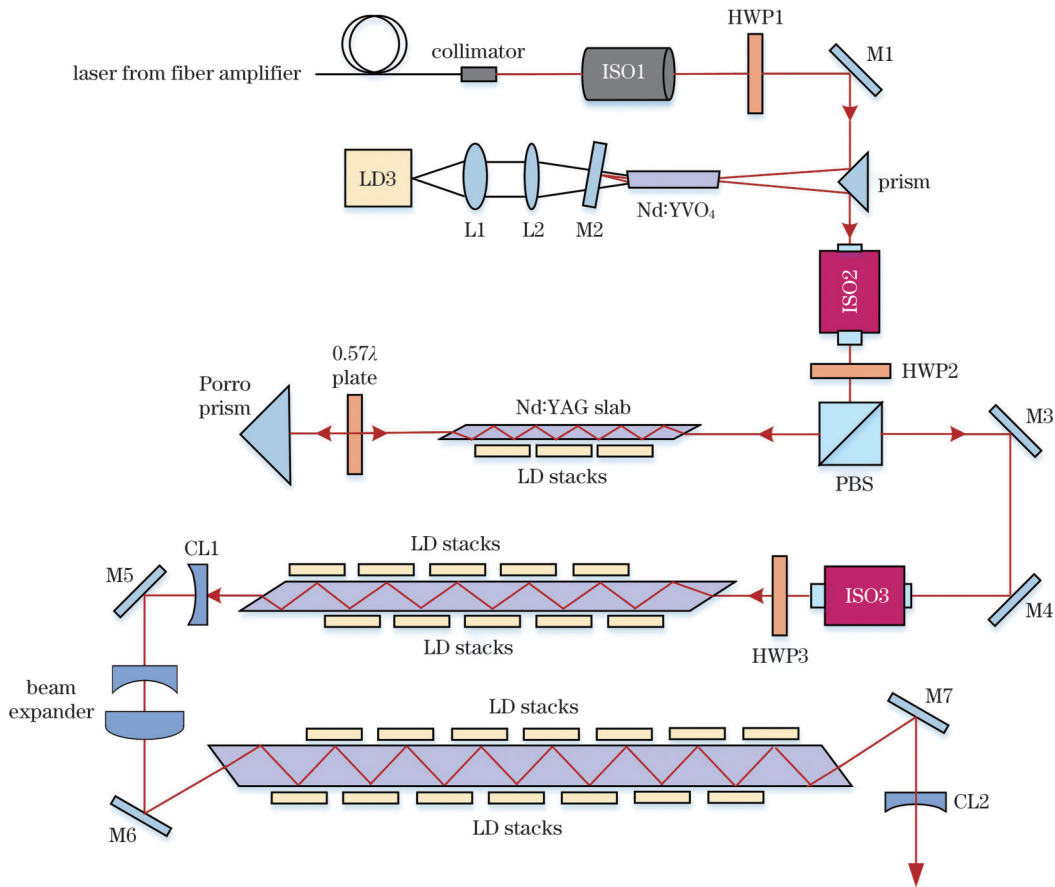 HWP1
M1
collimator
laser from fiber amplifier
ISO1
LD3
L1
L2
M2
Nd:YVO₄
prism
ISO2
HWP2
0.57λ
plate
Porro
prism
Nd:YAG slab
LD stacks
PBS
M3
LD stacks
CL1
M5
ISO3
M4
HWP3
LD stacks
beam
expander
LD stacks
M7
M6
LD stacks
CL2